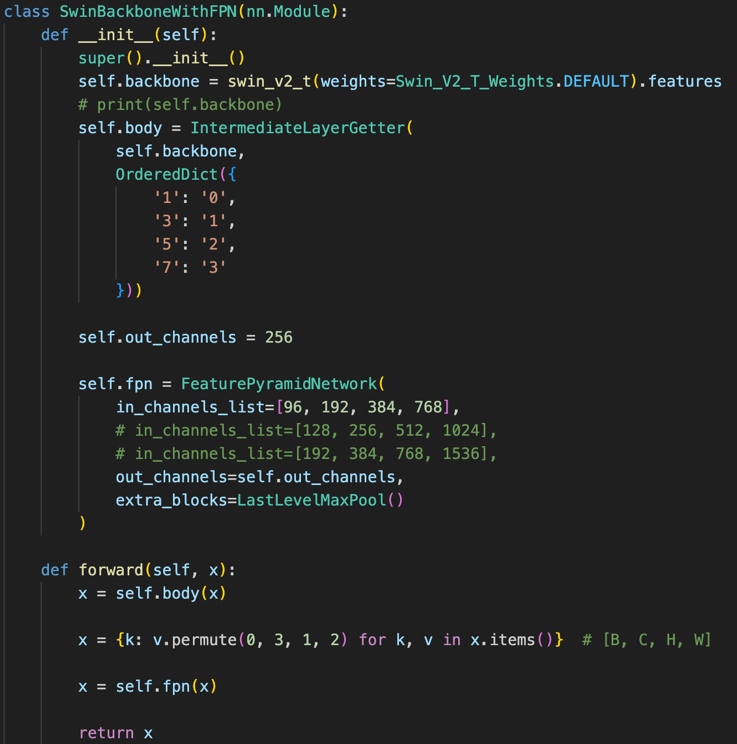 class SwinBackboneWithFPN(nn.Module):
    def __init__(self):
        super().__init__()
        self.backbone = swin_v2_t(weights=Swin_V2_T_Weights.DEFAULT).features
        # print(self.backbone)
        self.body = IntermediateLayerGetter(
            self.backbone,
            OrderedDict({
                '1': '0',
                '3': '1',
                '5': '2',
                '7': '3'
            }))

        self.out_channels = 256

        self.fpn = FeaturePyramidNetwork(
            in_channels_list=[96, 192, 384, 768],
            # in_channels_list=[128, 256, 512, 1024],
            # in_channels_list=[192, 384, 768, 1536],
            out_channels=self.out_channels,
            extra_blocks=LastLevelMaxPool()
        )

    def forward(self, x):
        x = self.body(x)

        x = {k: v.permute(0, 3, 1, 2) for k, v in x.items()}  # [B, C, H, W]

        x = self.fpn(x)

        return x